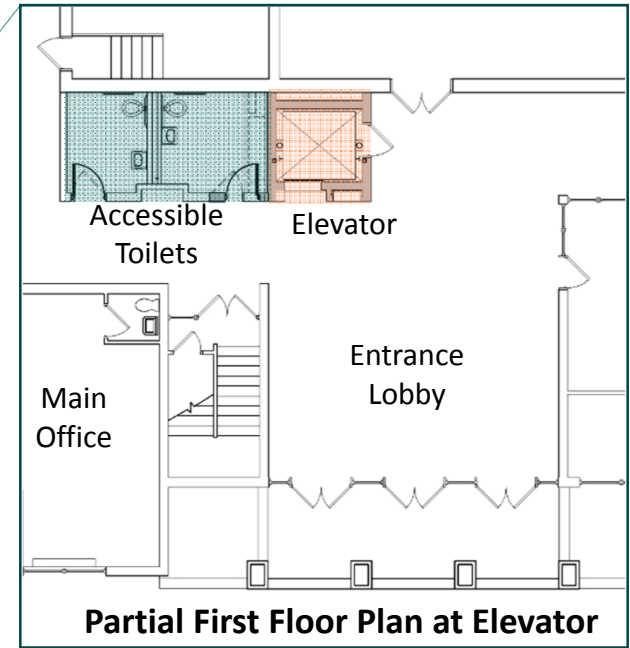 Accessible
Toilets
Elevator
Entrance
Lobby
Main
Office
Partial First Floor Plan at Elevator